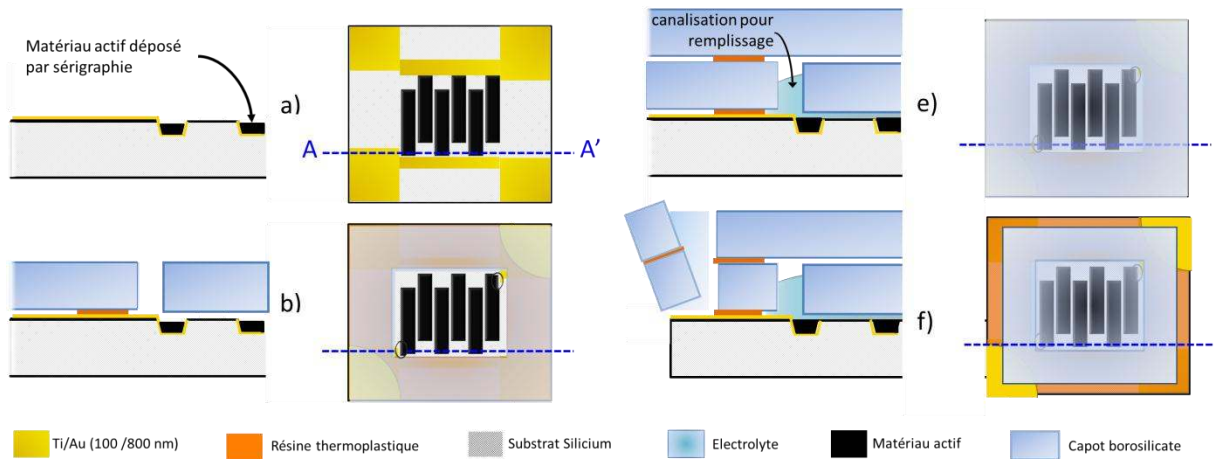 Matériau actif déposé
par sérigraphie
a)
A
A'
b)
canalisation pour
remplissage
e)
f)
Ti/Au (100 /800 nm)
Résine thermoplastique
Substrat Silicium
Electrolyte
Matériau actif
Capot borosilicate